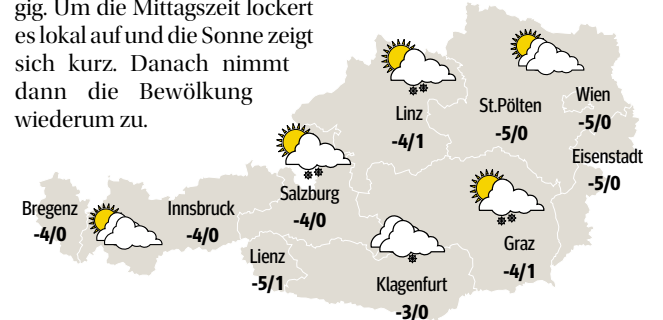 gig. Um die Mittagszeit lockert
es lokal auf und die Sonne zeigt
sich kurz. Danach nimmt
dann die Bewölkung
wiederum zu.
Linz
-4/1
St.Pölten
-5/0
Wien
-5/0
Eisenstadt
-5/0
Bregenz
-4/0
Innsbruck
-4/0
Salzburg
-4/0
Lienz
-5/1
Klagenfurt
-3/0
Graz
-4/1